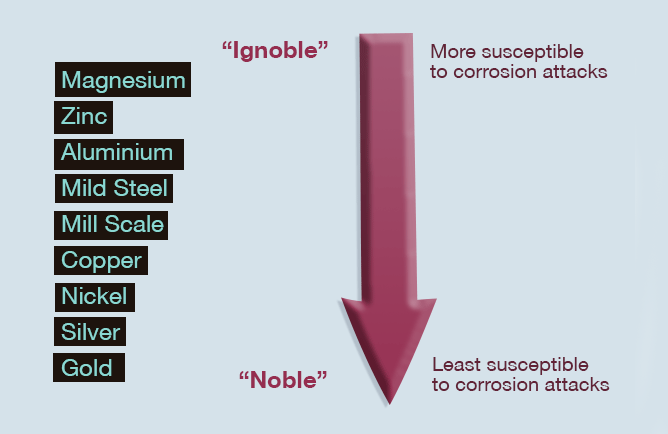 “Ignoble”
More susceptible
to corrosion attacks
Magnesium
Zinc
Aluminium
Mild Steel
Mill Scale
Copper
Nickel
Silver
Gold
“Noble”
Least susceptible
to corrosion attacks